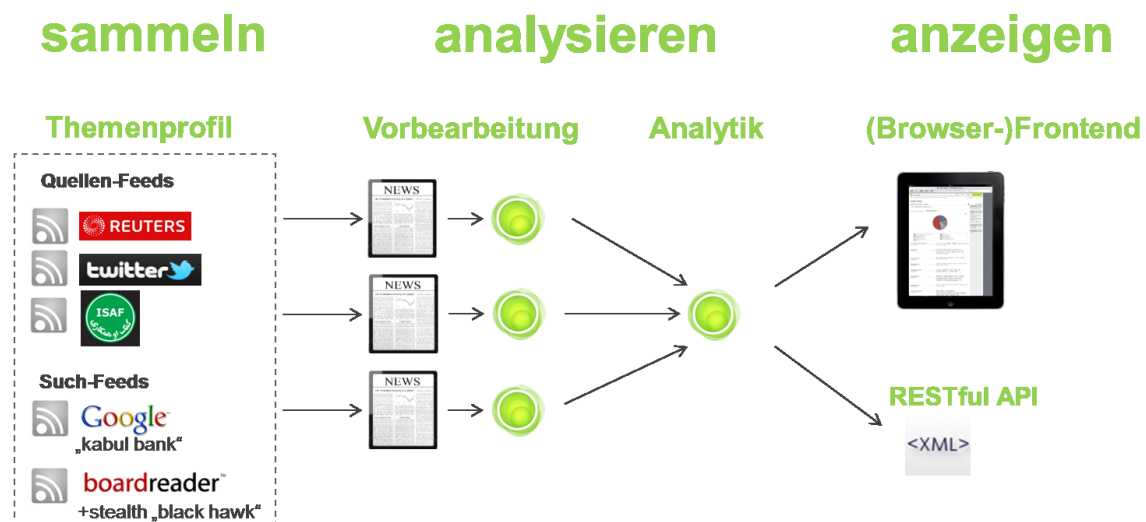 sammeln
analysieren
anzeigen
Themenprofil
Vorbearbeitung
Analytik
(Browser-)Frontend
Quellen-Feeds
REUTERS
twitter
ISAF
Such-Feeds
Google
„kabul bank“
boardreader™
+stealth „black hawk“
NEWS
NEWS
NEWS
RESTful API
<XML>